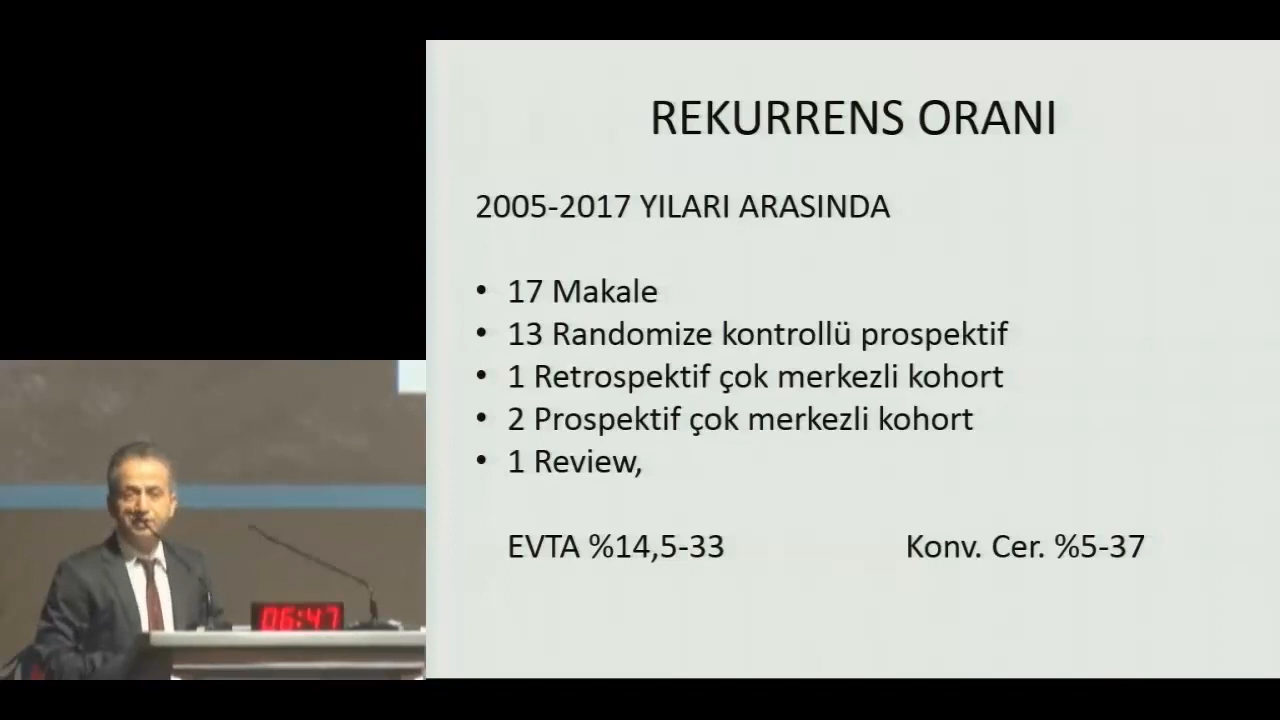 REKURRENS ORANI
2005-2017 YILARI ARASINDA
• 17 Makale
• 13 Randomize kontrollü prospektif
• 1 Retrospektif çok merkezli kohort
• 2 Prospektif çok merkezli kohort
• 1 Review,
EVTA %14,5-33 Konv. Cer. %5-37
06:47